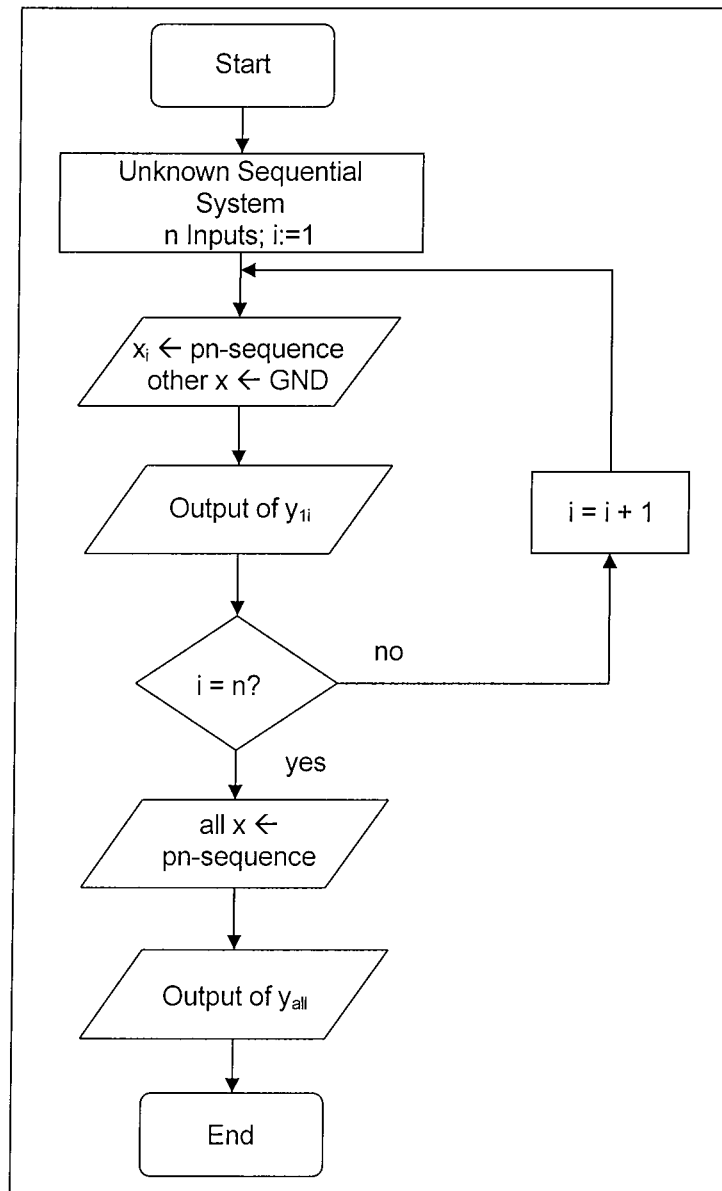 Start
Unknown Sequential
System
n Inputs; i:=1
xᵢ ← pn-sequence
other x ← GND
Output of y₁ᵢ
i = i + 1
i = n?
no
yes
all x ←
pn-sequence
Output of yₐₗₗ
End